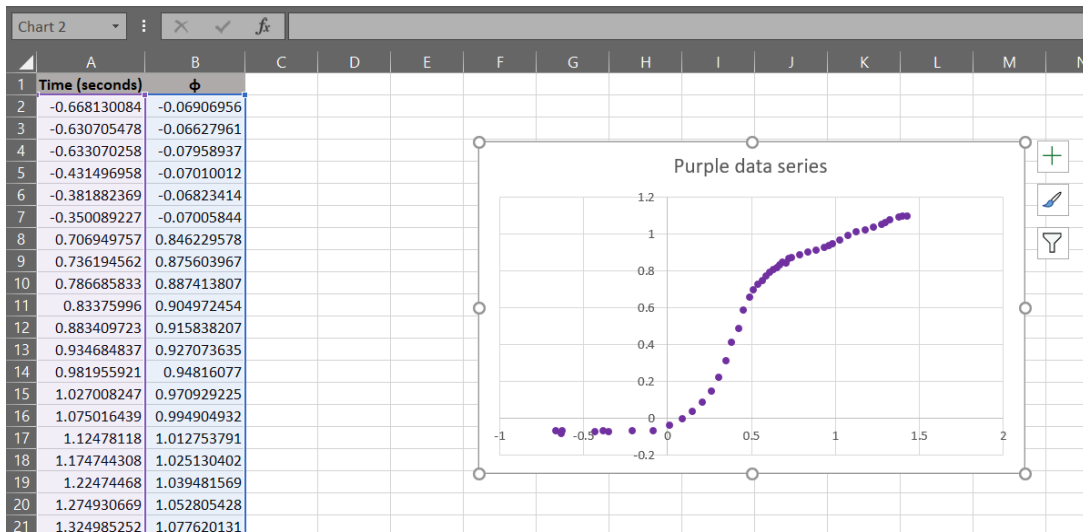 Chart 2 fx
A B C D E F G H I J K L M N
1 Time (seconds) ϕ
2 -0.668130084 -0.06906956
3 -0.630705478 -0.06627961
4 -0.633070258 -0.07958937
5 -0.431496958 -0.07010012
6 -0.381882369 -0.06823414
7 -0.350089227 -0.07005844
8 0.706949757 0.846229578
9 0.736194562 0.875603967
10 0.786685833 0.887413807
11 0.83375996 0.904972454
12 0.883409723 0.915838207
13 0.934684837 0.927073635
14 0.981955921 0.94816077
15 1.027008247 0.970929225
16 1.075016439 0.994904932
17 1.12478118 1.012753791
18 1.174744308 1.025130402
19 1.22474468 1.039481569
20 1.274930669 1.052805428
21 1.324985252 1.077620131
Purple data series
1.2
1
0.8
0.6
0.4
0.2
0
-1 -0.5 0 0.5 1 1.5 2
-0.2